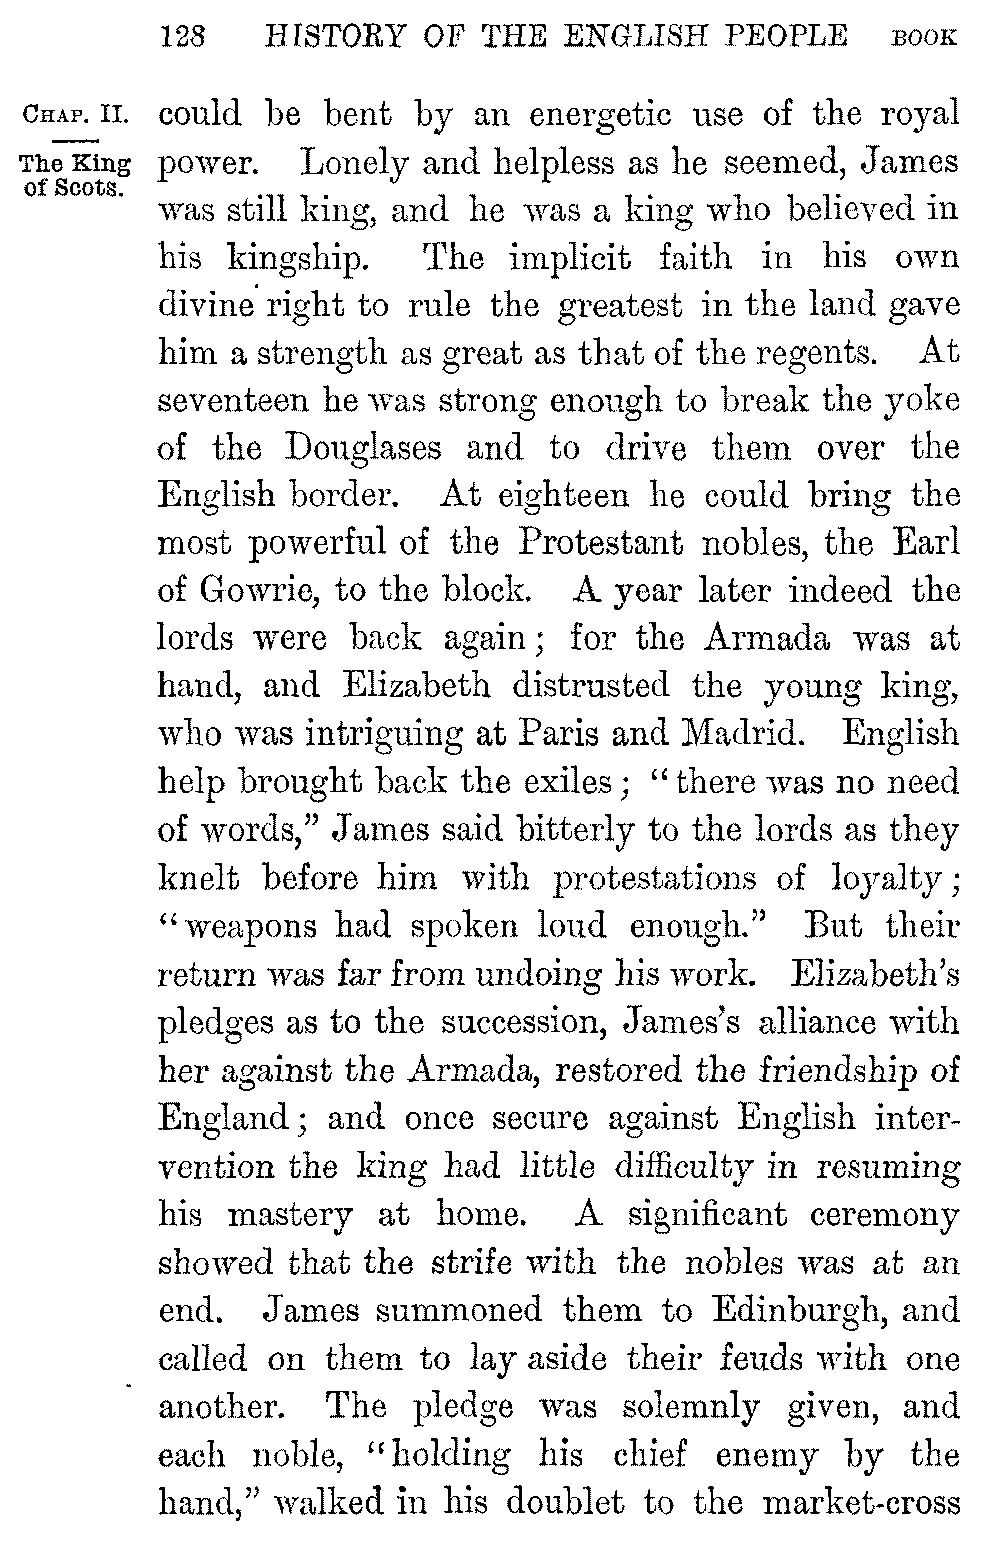 128 HISTORY OF THE ENGLISH PEOPLE BOOK
CHAP. II.
The King
of Scots.
could be bent by an energetic use of the royal
power. Lonely and helpless as he seemed, James
was still king, and he was a king who believed in
his kingship. The implicit faith in his own
divine right to rule the greatest in the land gave
him a strength as great as that of the regents. At
seventeen he was strong enough to break the yoke
of the Douglases and to drive them over the
English border. At eighteen he could bring the
most powerful of the Protestant nobles, the Earl
of Gowrie, to the block. A year later indeed the
lords were back again; for the Armada was at
hand, and Elizabeth distrusted the young king,
who was intriguing at Paris and Madrid. English
help brought back the exiles; “there was no need
of words,” James said bitterly to the lords as they
knelt before him with protestations of loyalty;
“weapons had spoken loud enough.” But their
return was far from undoing his work. Elizabeth’s
pledges as to the succession, James’s alliance with
her against the Armada, restored the friendship of
England; and once secure against English inter-
vention the king had little difficulty in resuming
his mastery at home. A significant ceremony
showed that the strife with the nobles was at an
end. James summoned them to Edinburgh, and
called on them to lay aside their feuds with one
another. The pledge was solemnly given, and
each noble, “holding his chief enemy by the
hand,” walked in his doublet to the market-cross